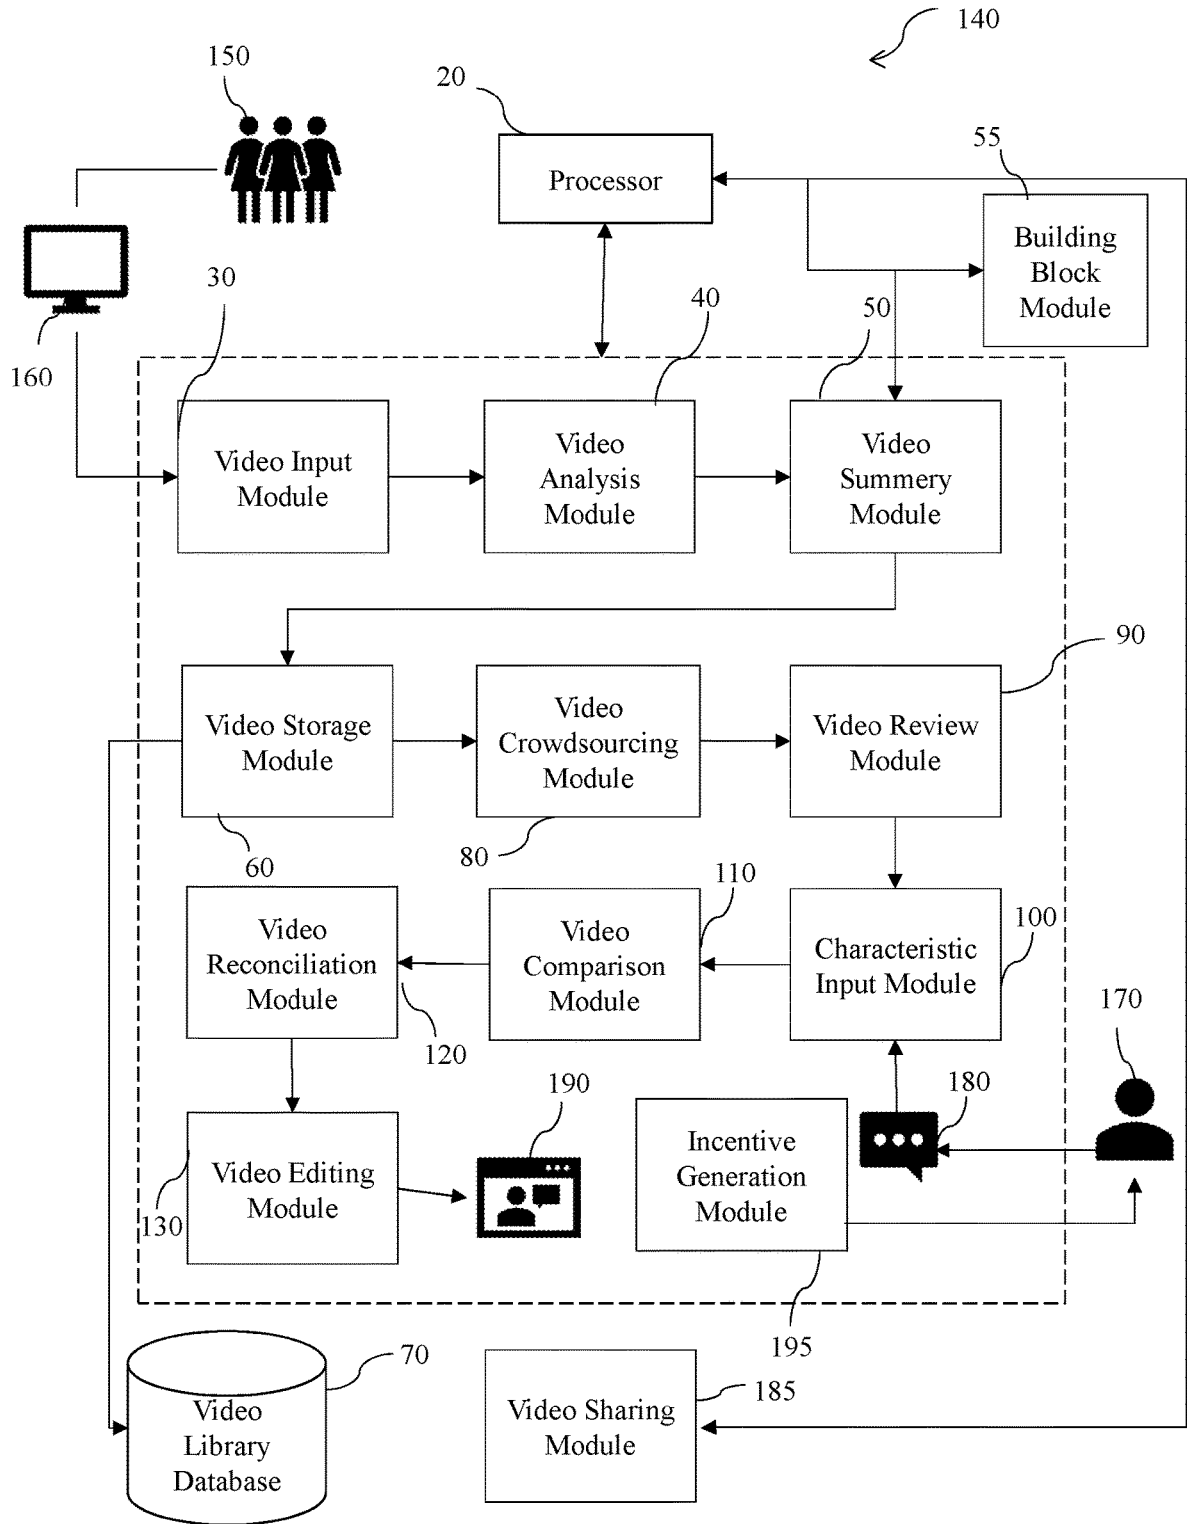 140
150
20
Processor
55
Building
Block
Module
160
30
40
50
Video Input
Module
Video
Analysis
Module
Video
Summery
Module
90
Video Storage
Module
Video
Crowdsourcing
Module
Video Review
Module
60
80
110
100
Video
Reconciliation
Module
Video
Comparison
Module
Characteristic
Input Module
120
170
190
180
Video Editing
Module
130
Incentive
Generation
Module
195
70
185
Video
Library
Database
Video Sharing
Module